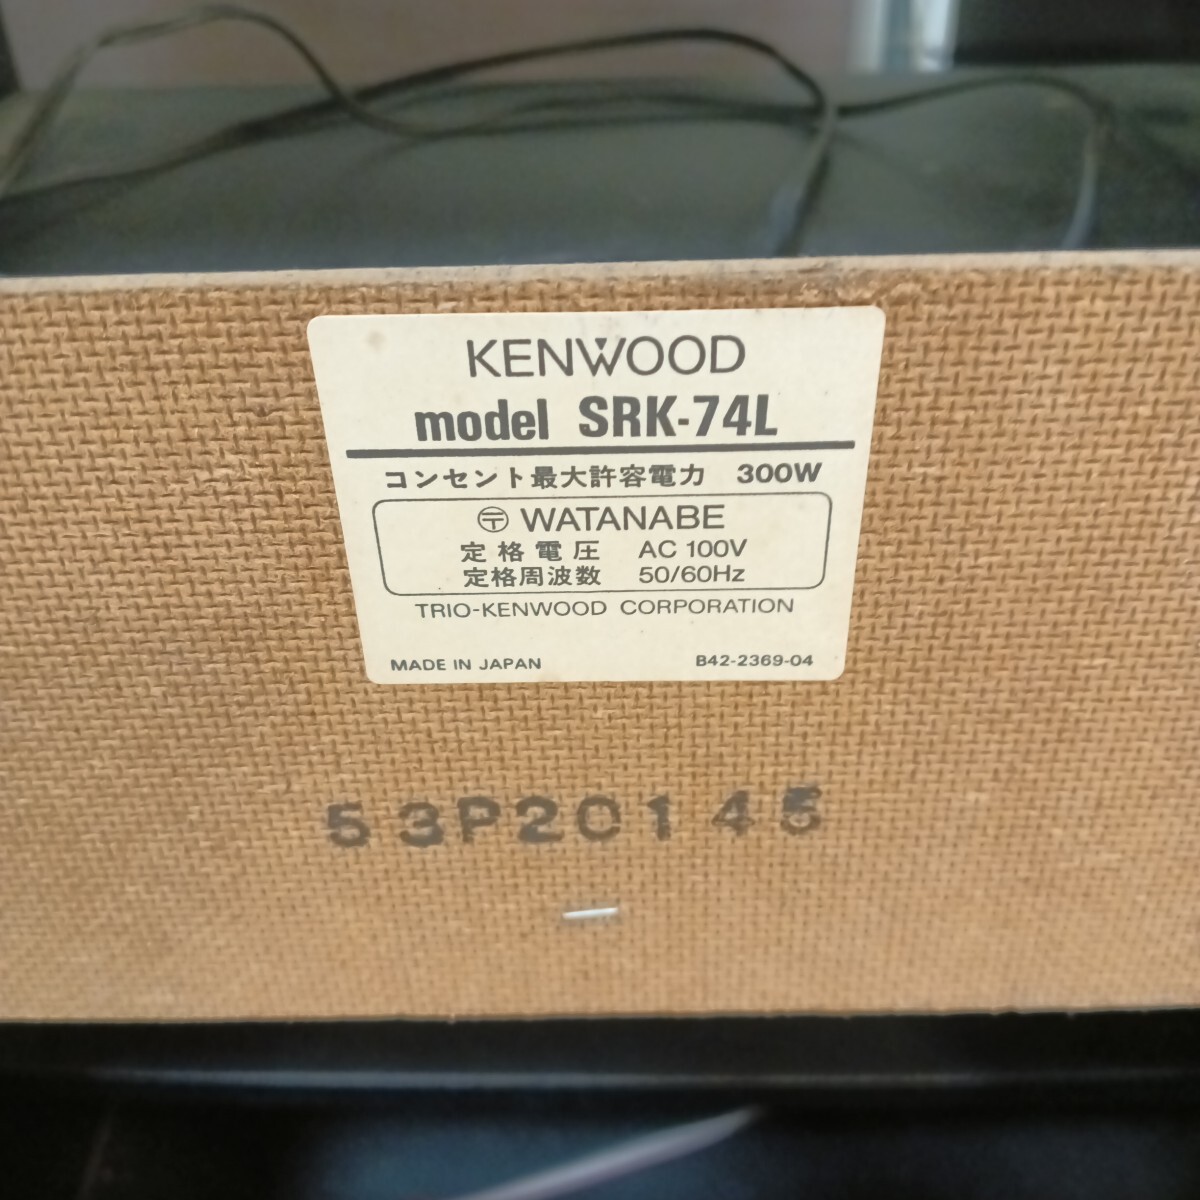 KENWOOD
model SRK-74L
コンセント最大許容電力 300W
〶 WATANABE
定格電圧 AC 100V
定格周波数 50/60Hz
TRIO-KENWOOD CORPORATION
MADE IN JAPAN B42-2369-04
53P20145